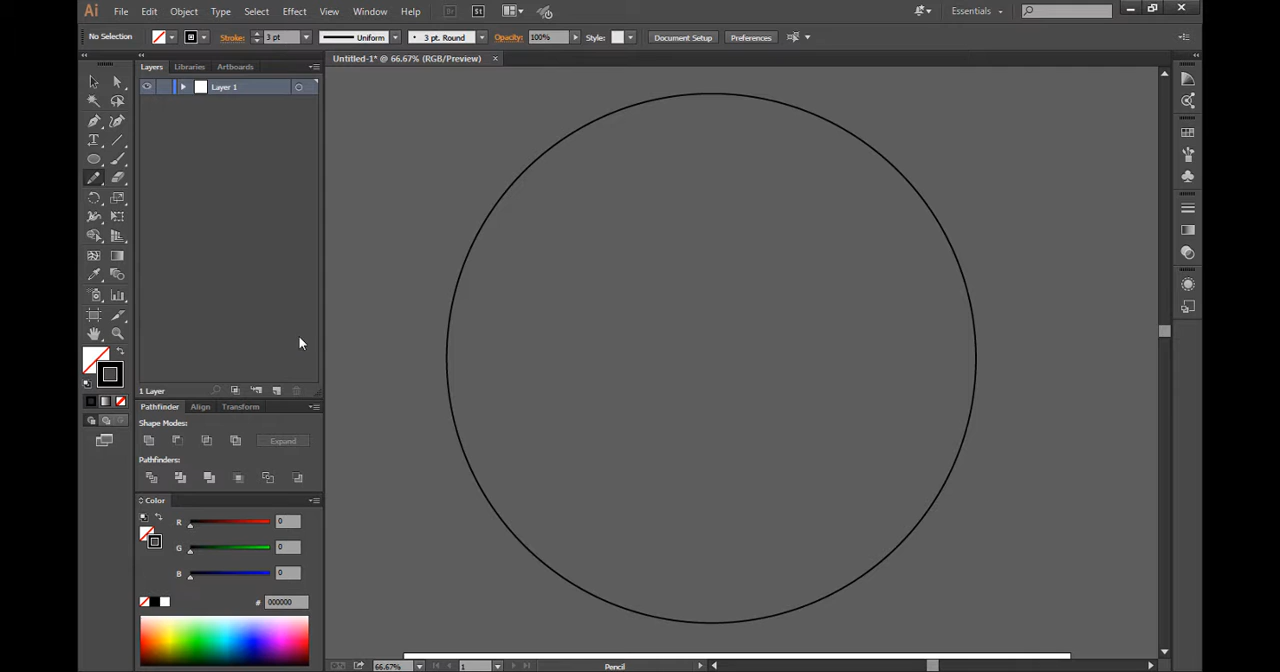 Ai File Edit Object Type Select Effect View Window Help Br St Essentials
No Selection Stroke: 3 pt Uniform 3 pt. Round Opacity: 100% Style: Document Setup Preferences
Layers Libraries Artboards
Untitled-1* @ 66.67% (RGB/Preview)
Layer 1
1 Layer
Pathfinder Align Transform
Shape Modes:
Expand
Pathfinders:
Color
R 0
G 0
B 0
# 000000
66.67% 1 Pencil